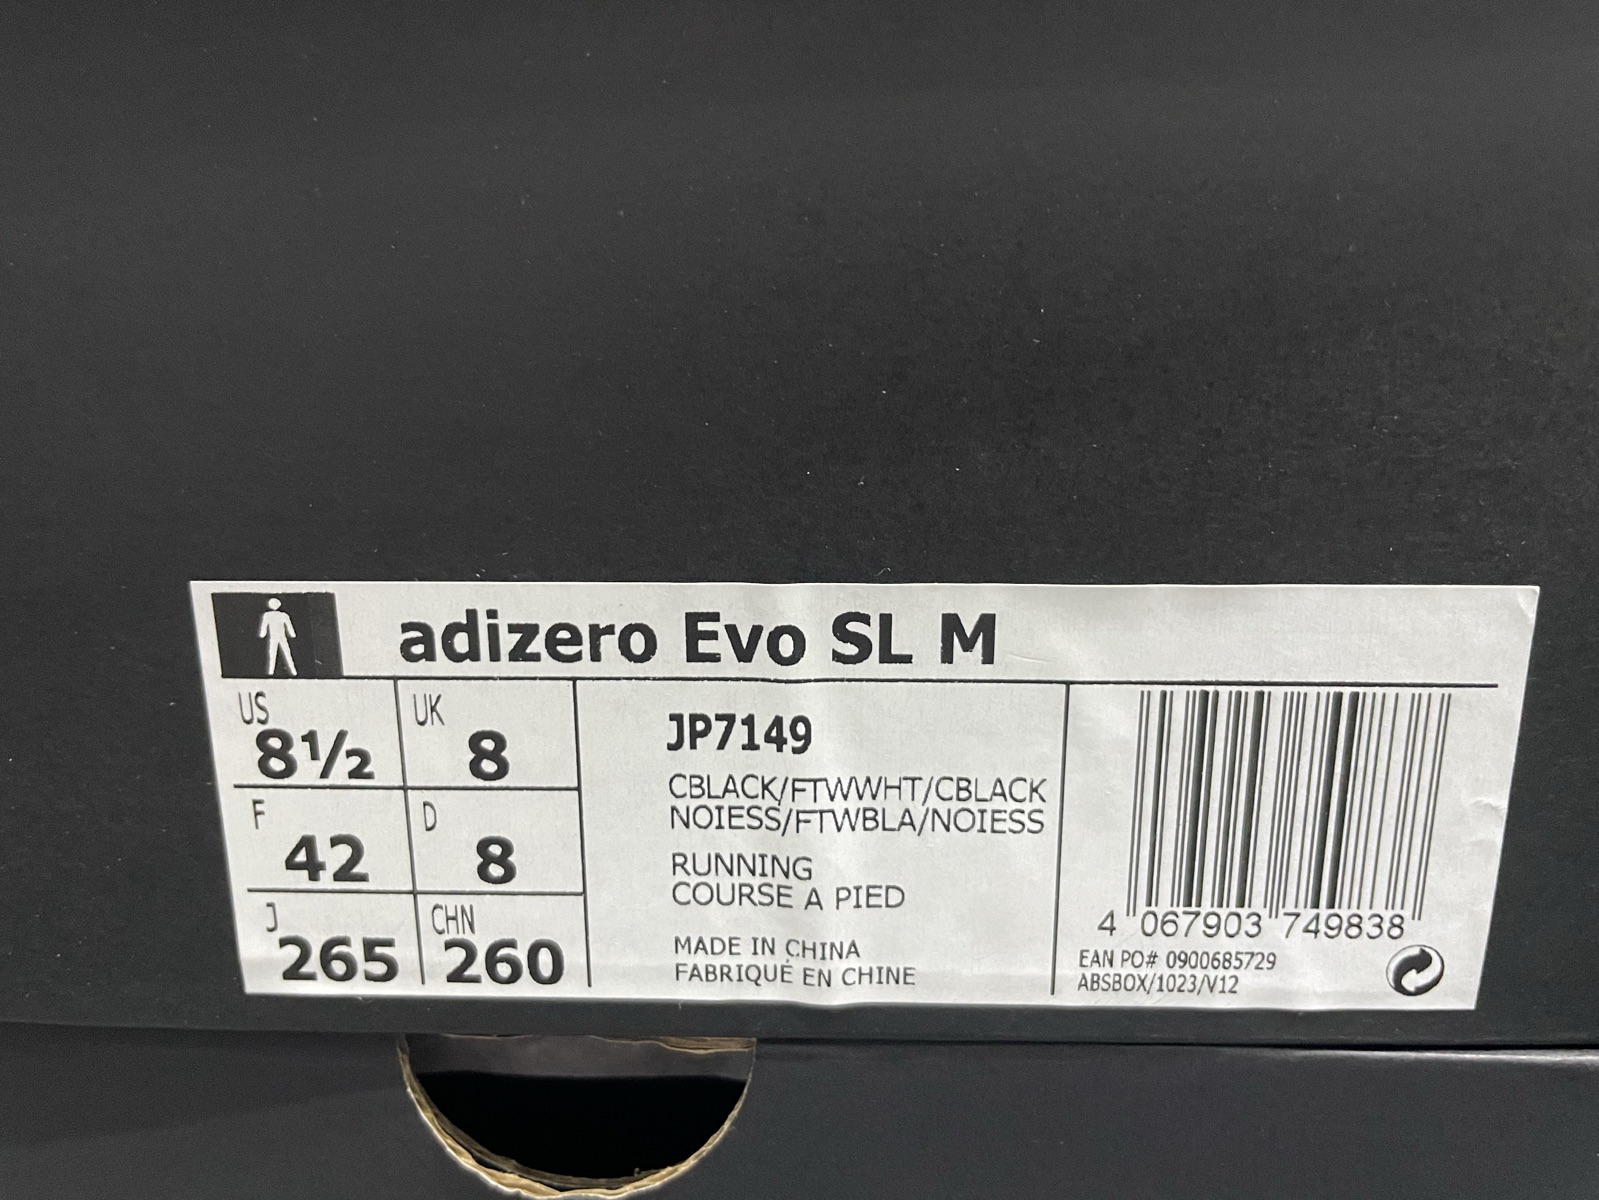 adizero Evo SL M
US
8½
UK
8
F
42
D
8
J
265
CHN
260
JP7149
CBLACK/FTWWHT/CBLACK
NOIESS/FTWBLA/NOIESS
RUNNING
COURSE A PIED
MADE IN CHINA
FABRIQUÉ EN CHINE
4 067903 749838
EAN PO# 0900685729
ABSBOX/1023/V12